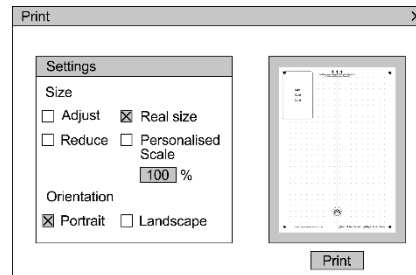 Print X
Settings
Size
Adjust Real size
Reduce Personalised
Scale
100 %
Orientation
Portrait Landscape
Print